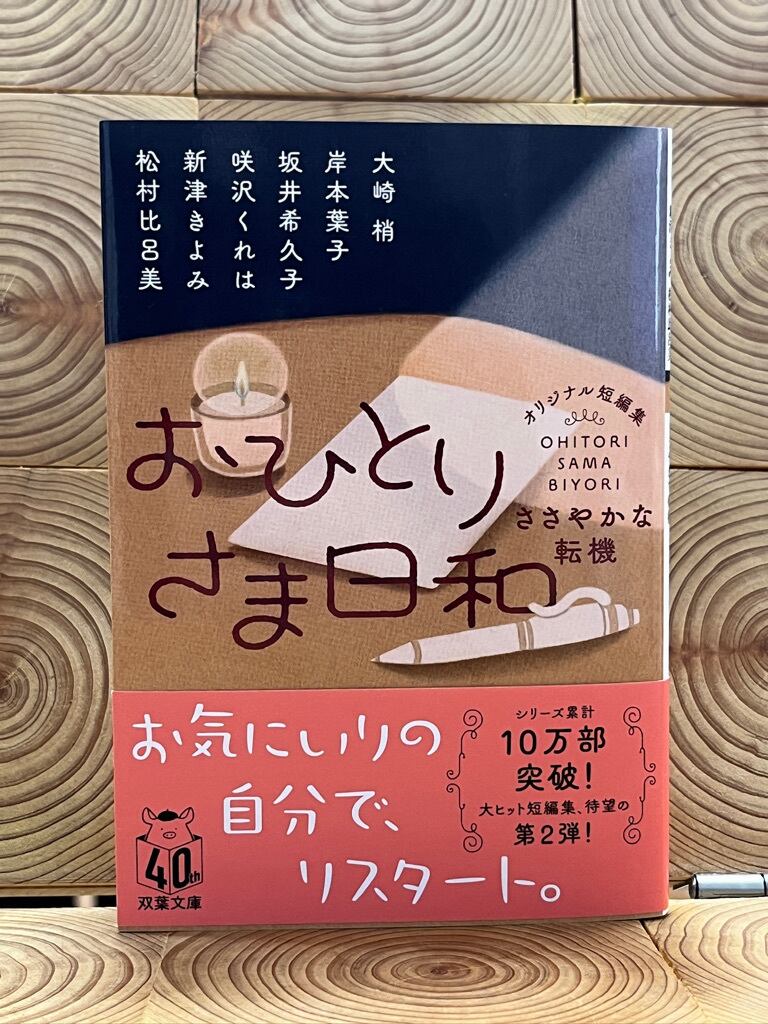 大崎 梢
岸本葉子
坂井希久子
咲沢くれは
新津きよみ
松村比呂美
オリジナル短編集
OHITORI
SAMA
BIYORI
ささやかな
転機
おひとり
さま日和
お気にいりの
自分で、
リスタート。
シリーズ累計
10万部
突破!
大ヒット短編集、待望の
第2弾!
40th
双葉文庫